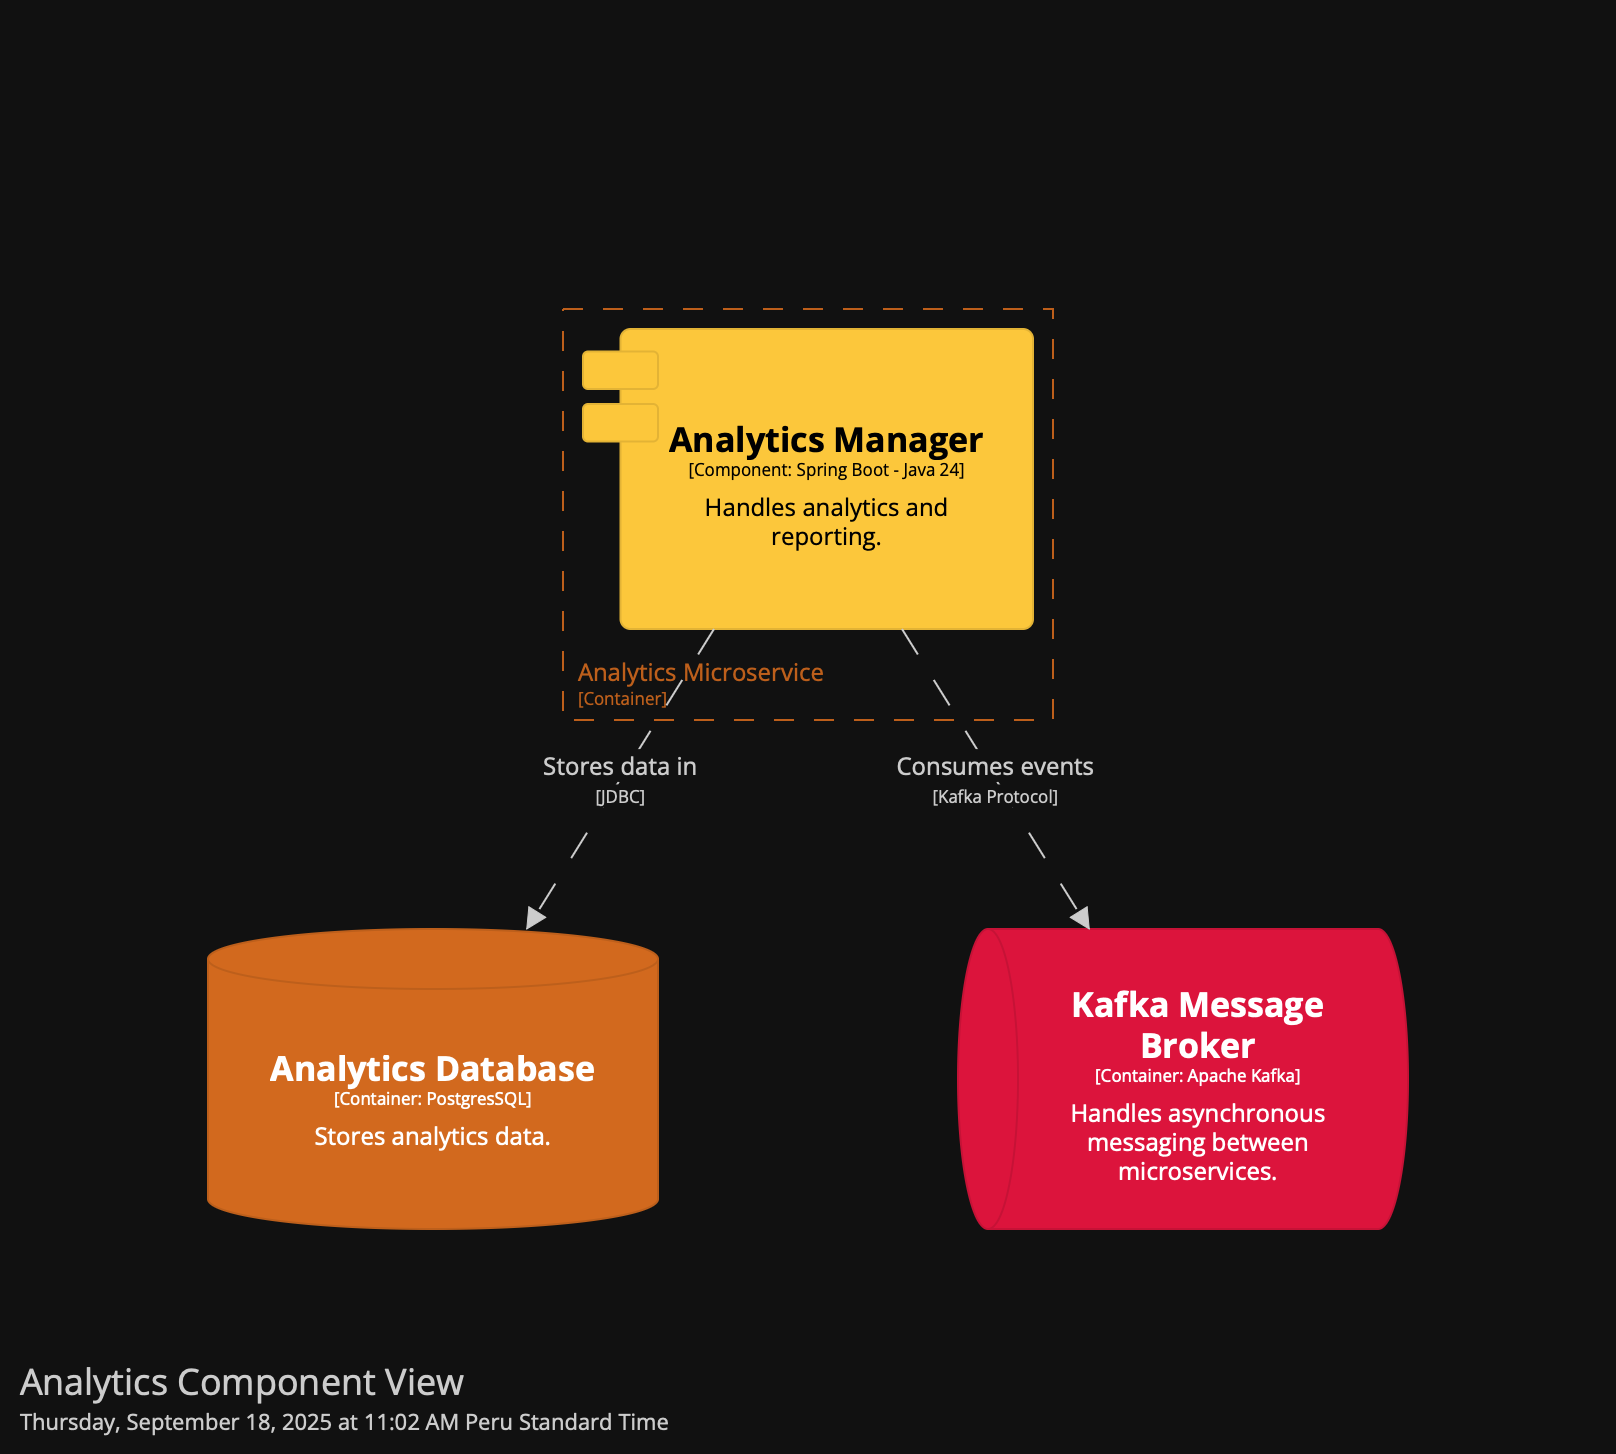 Analytics Manager
[Component: Spring Boot - Java 24]
Handles analytics and
reporting.
Analytics Microservice
[Container]
Stores data in
[JDBC]
Consumes events
[Kafka Protocol]
Analytics Database
[Container: PostgresSQL]
Stores analytics data.
Kafka Message
Broker
[Container: Apache Kafka]
Handles asynchronous
messaging between
microservices.
Analytics Component View
Thursday, September 18, 2025 at 11:02 AM Peru Standard Time